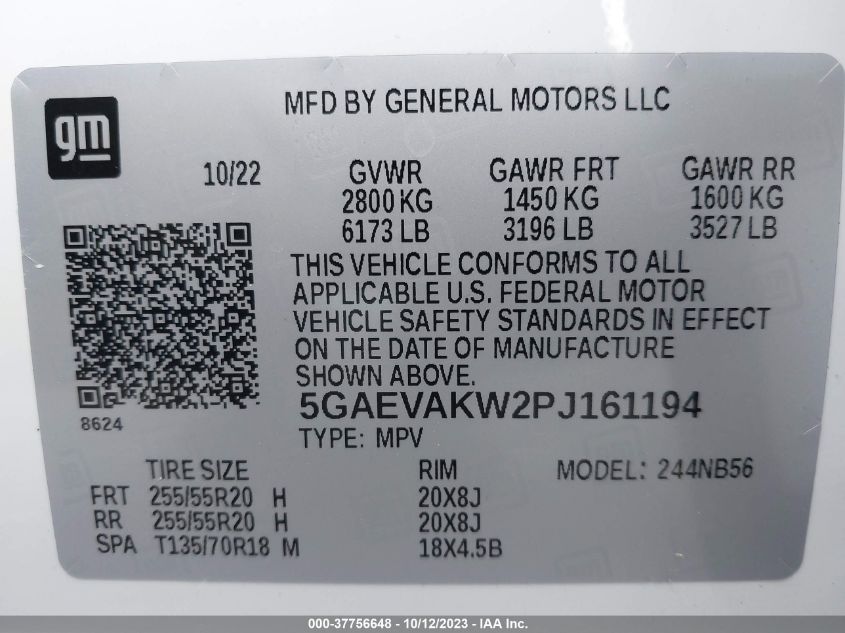 gm
MFD BY GENERAL MOTORS LLC
10/22 GVWR GAWR FRT GAWR RR
2800 KG 1450 KG 1600 KG
6173 LB 3196 LB 3527 LB
THIS VEHICLE CONFORMS TO ALL
APPLICABLE U.S. FEDERAL MOTOR
VEHICLE SAFETY STANDARDS IN EFFECT
ON THE DATE OF MANUFACTURE
SHOWN ABOVE.
5GAEVAKW2PJ161194
8624
TYPE: MPV
TIRE SIZE RIM MODEL: 244NB56
FRT 255/55R20 H 20X8J
RR 255/55R20 H 20X8J
SPA T135/70R18 M 18X4.5B
000-37756648 - 10/12/2023 - IAA Inc.